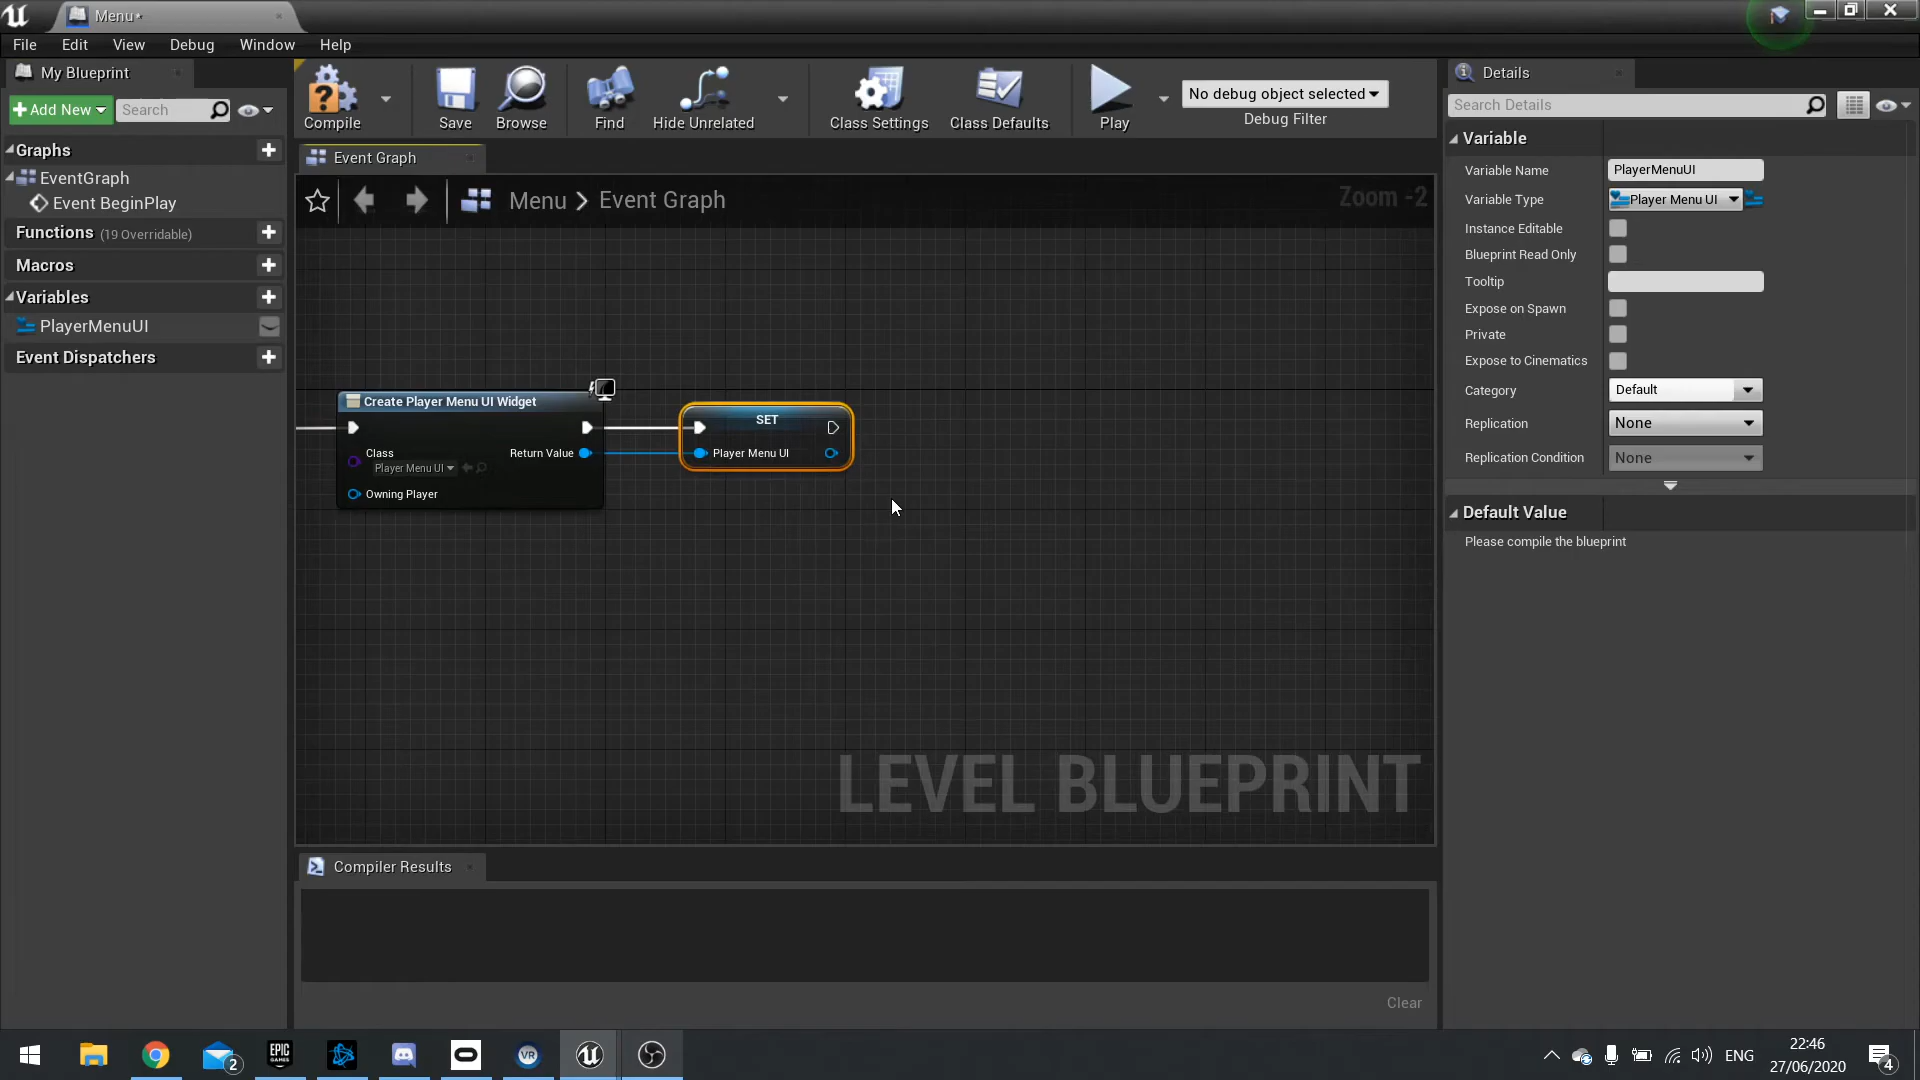 Menu*
File Edit View Debug Window Help
My Blueprint
Add New Search
Graphs
EventGraph
Event BeginPlay
Functions (19 Overridable)
Macros
Variables
PlayerMenuUI
Event Dispatchers
Compile Save Browse Find Hide Unrelated Class Settings Class Defaults Play
No debug object selected
Debug Filter
Event Graph
Menu > Event Graph
Zoom -2
Create Player Menu UI Widget
Class
Player Menu UI
Return Value
Owning Player
SET
Player Menu UI
LEVEL BLUEPRINT
Compiler Results
Clear
Details
Search Details
Variable
Variable Name PlayerMenuUI
Variable Type Player Menu UI
Instance Editable
Blueprint Read Only
Tooltip
Expose on Spawn
Private
Expose to Cinematics
Category Default
Replication None
Replication Condition None
Default Value
Please compile the blueprint
EPIC
GAMES
2
VR
ENG
22:46
27/06/2020
4